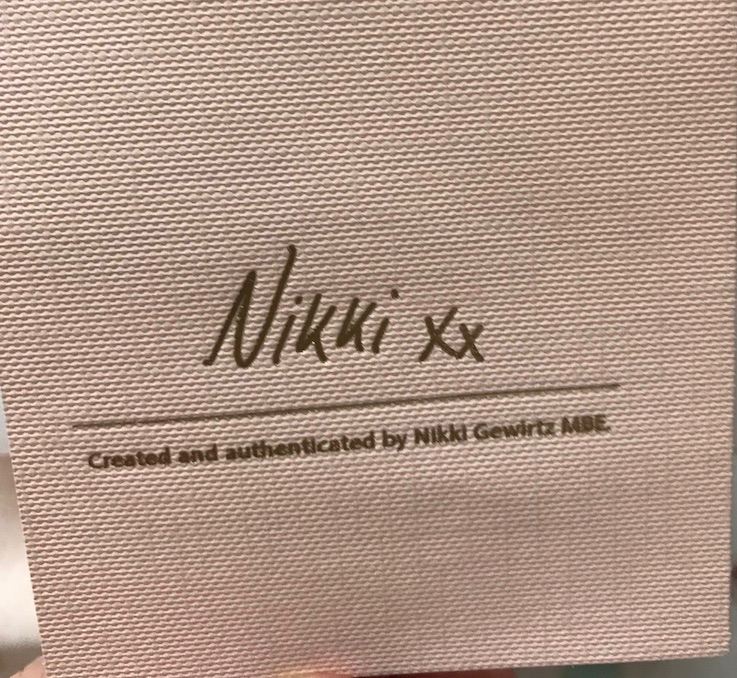 Nikki xx
Created and authenticated by Nikki Gewirtz MBE.